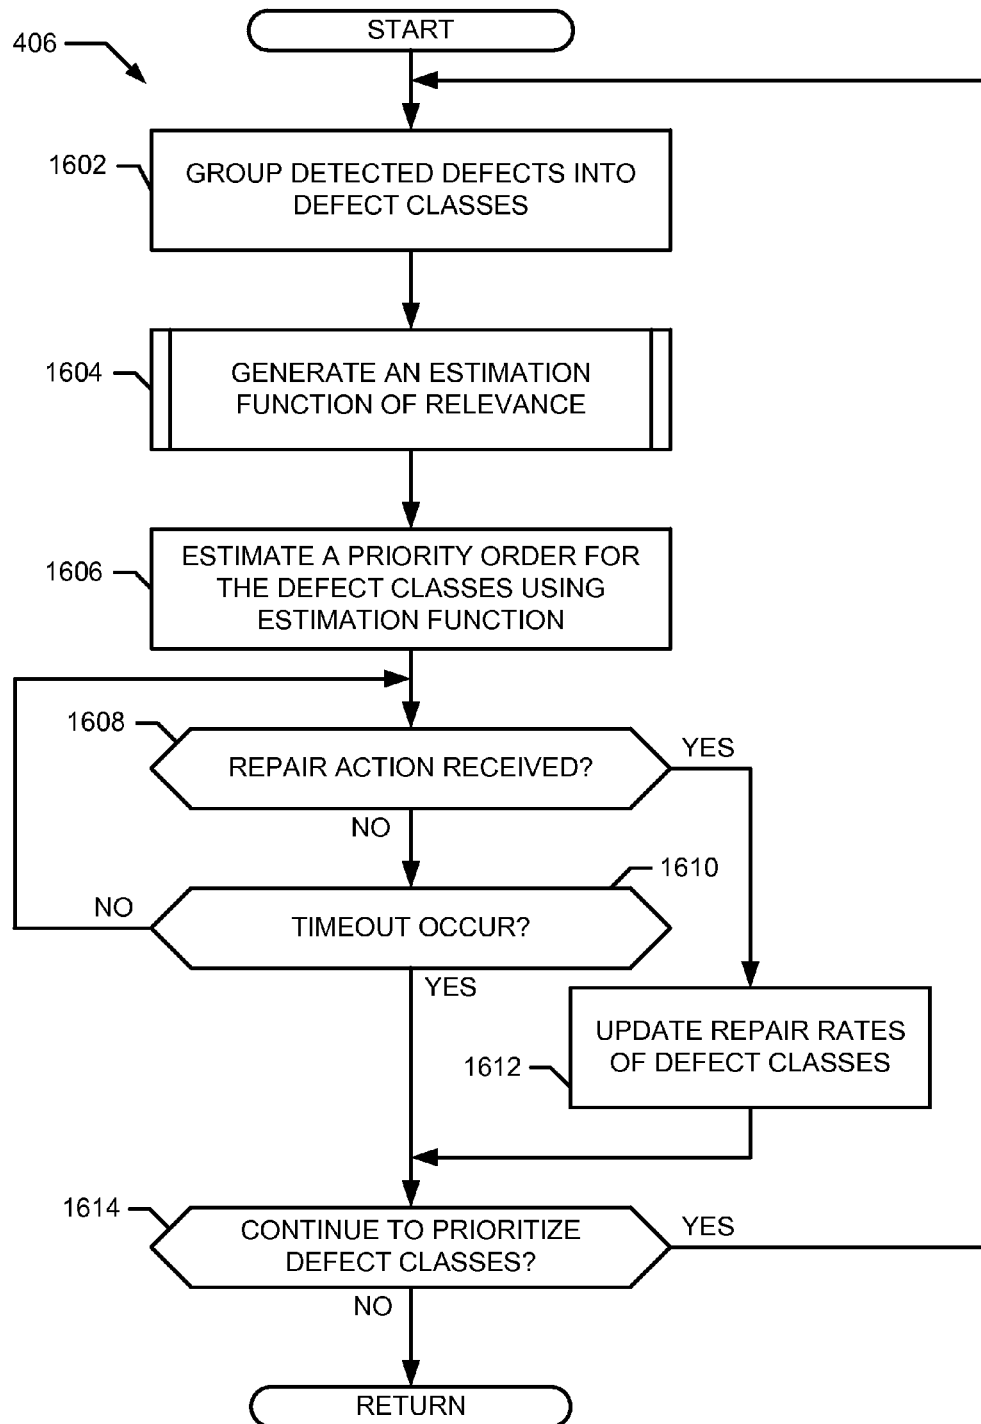 START
406
1602
GROUP DETECTED DEFECTS INTO
DEFECT CLASSES
1604
GENERATE AN ESTIMATION
FUNCTION OF RELEVANCE
1606
ESTIMATE A PRIORITY ORDER FOR
THE DEFECT CLASSES USING
ESTIMATION FUNCTION
1608
REPAIR ACTION RECEIVED?
YES
NO
1610
NO
TIMEOUT OCCUR?
YES
UPDATE REPAIR RATES
OF DEFECT CLASSES
1612
1614
CONTINUE TO PRIORITIZE
DEFECT CLASSES?
YES
NO
RETURN